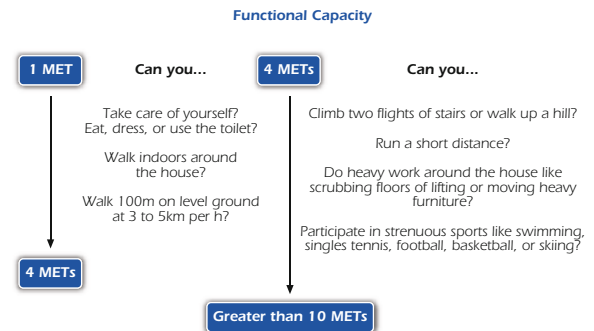 Functional Capacity
1 MET
Can you...
Take care of yourself?
Eat, dress, or use the toilet?
Walk indoors around
the house?
Walk 100m on level ground
at 3 to 5km per h?
4 METs
4 METs
Can you...
Climb two flights of stairs or walk up a hill?
Run a short distance?
Do heavy work around the house like
scrubbing floors of lifting or moving heavy
furniture?
Participate in strenuous sports like swimming,
singles tennis, football, basketball, or skiing?
Greater than 10 METs